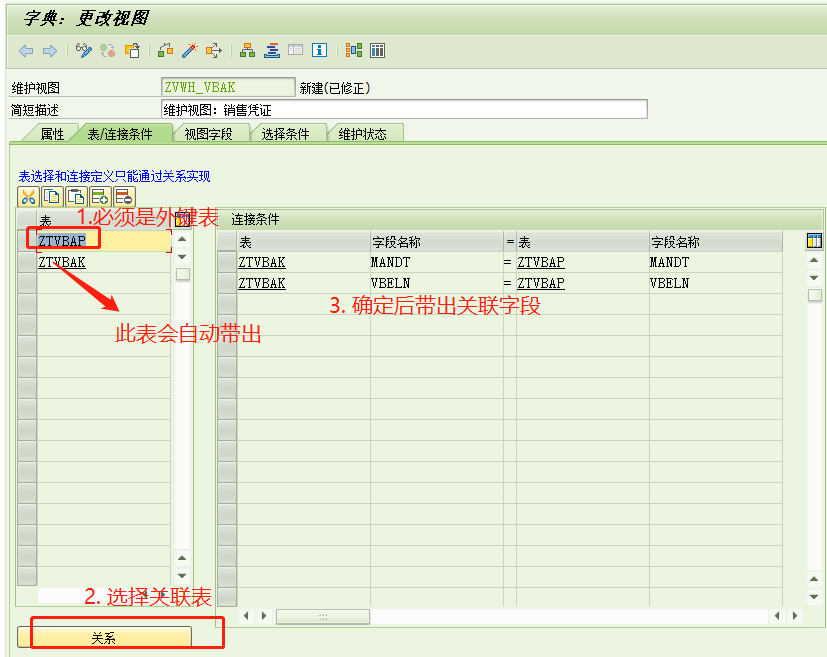 字典：更改视图
维护视图 ZVWH_VBAK 新建(已修正)
简短描述 维护视图：销售凭证
属性 表/连接条件 视图字段 选择条件 维护状态
表选择和连接定义只能通过关系实现
1.必须是外键表
表
连接条件
ZTVBAP
表 字段名称 = 表 字段名称
ZTVBAK
ZTVBAK MANDT = ZTVBAP MANDT
ZTVBAK VBELN = ZTVBAP VBELN
3. 确定后带出关联字段
此表会自动带出
2. 选择关联表
关系